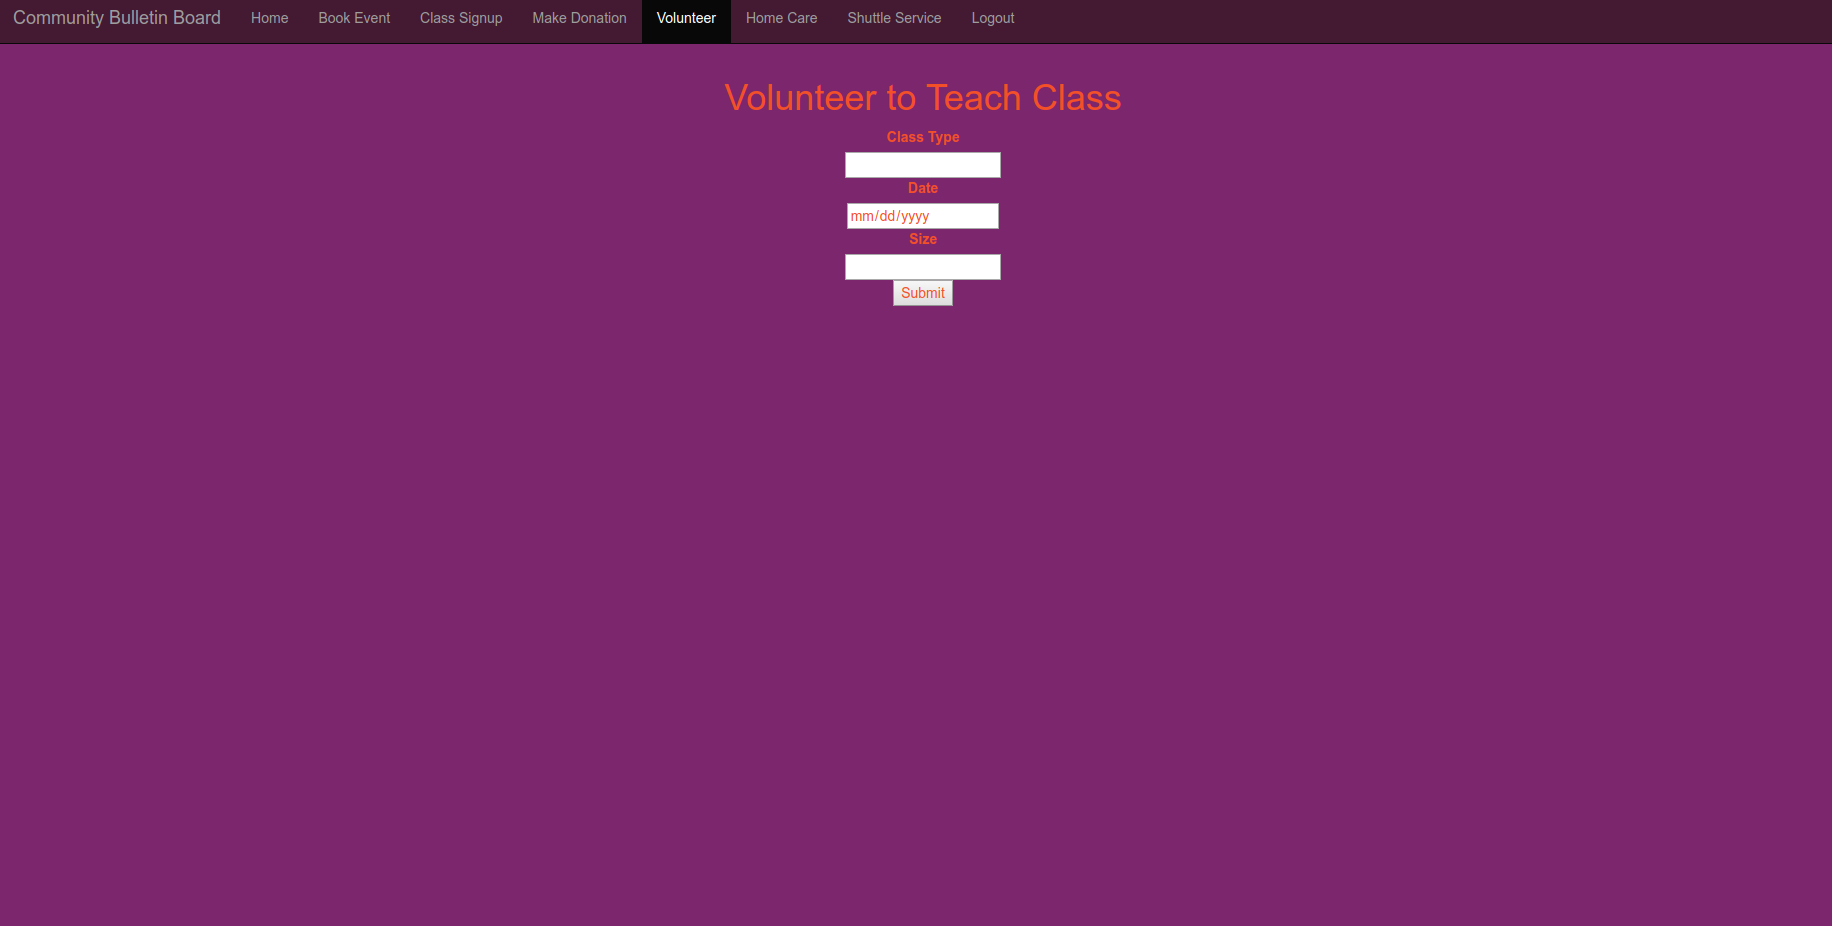 Community Bulletin Board Home Book Event Class Signup Make Donation Volunteer Home Care Shuttle Service Logout
Volunteer to Teach Class
Class Type
Date
mm/dd/yyyy
Size
Submit